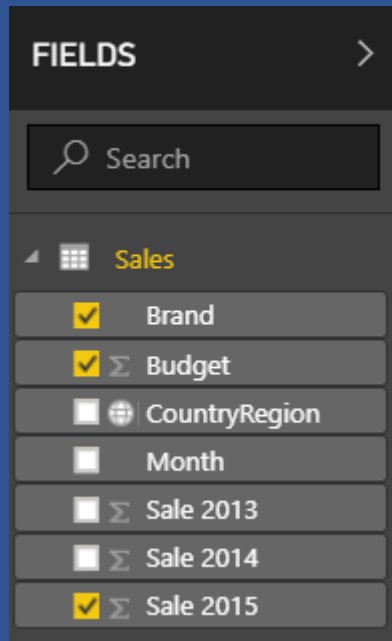 FIELDS
Search
Sales
Brand
Budget
CountryRegion
Month
Sale 2013
Sale 2014
Sale 2015